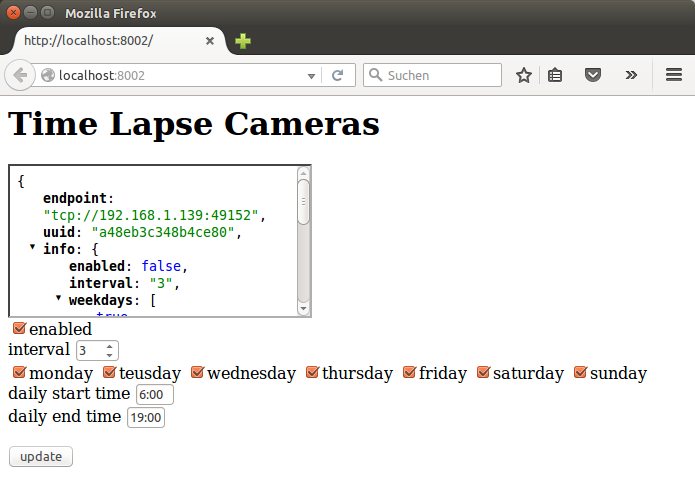 Mozilla Firefox
http://localhost:8002/
localhost:8002
Suchen
Time Lapse Cameras
{
endpoint:
"tcp://192.168.1.139:49152",
uuid: "a48eb3c348b4ce80",
info: {
enabled: false,
interval: "3",
weekdays: [
true
enabled
interval 3
monday teusday wednesday thursday friday saturday sunday
daily start time 6:00
daily end time 19:00
update